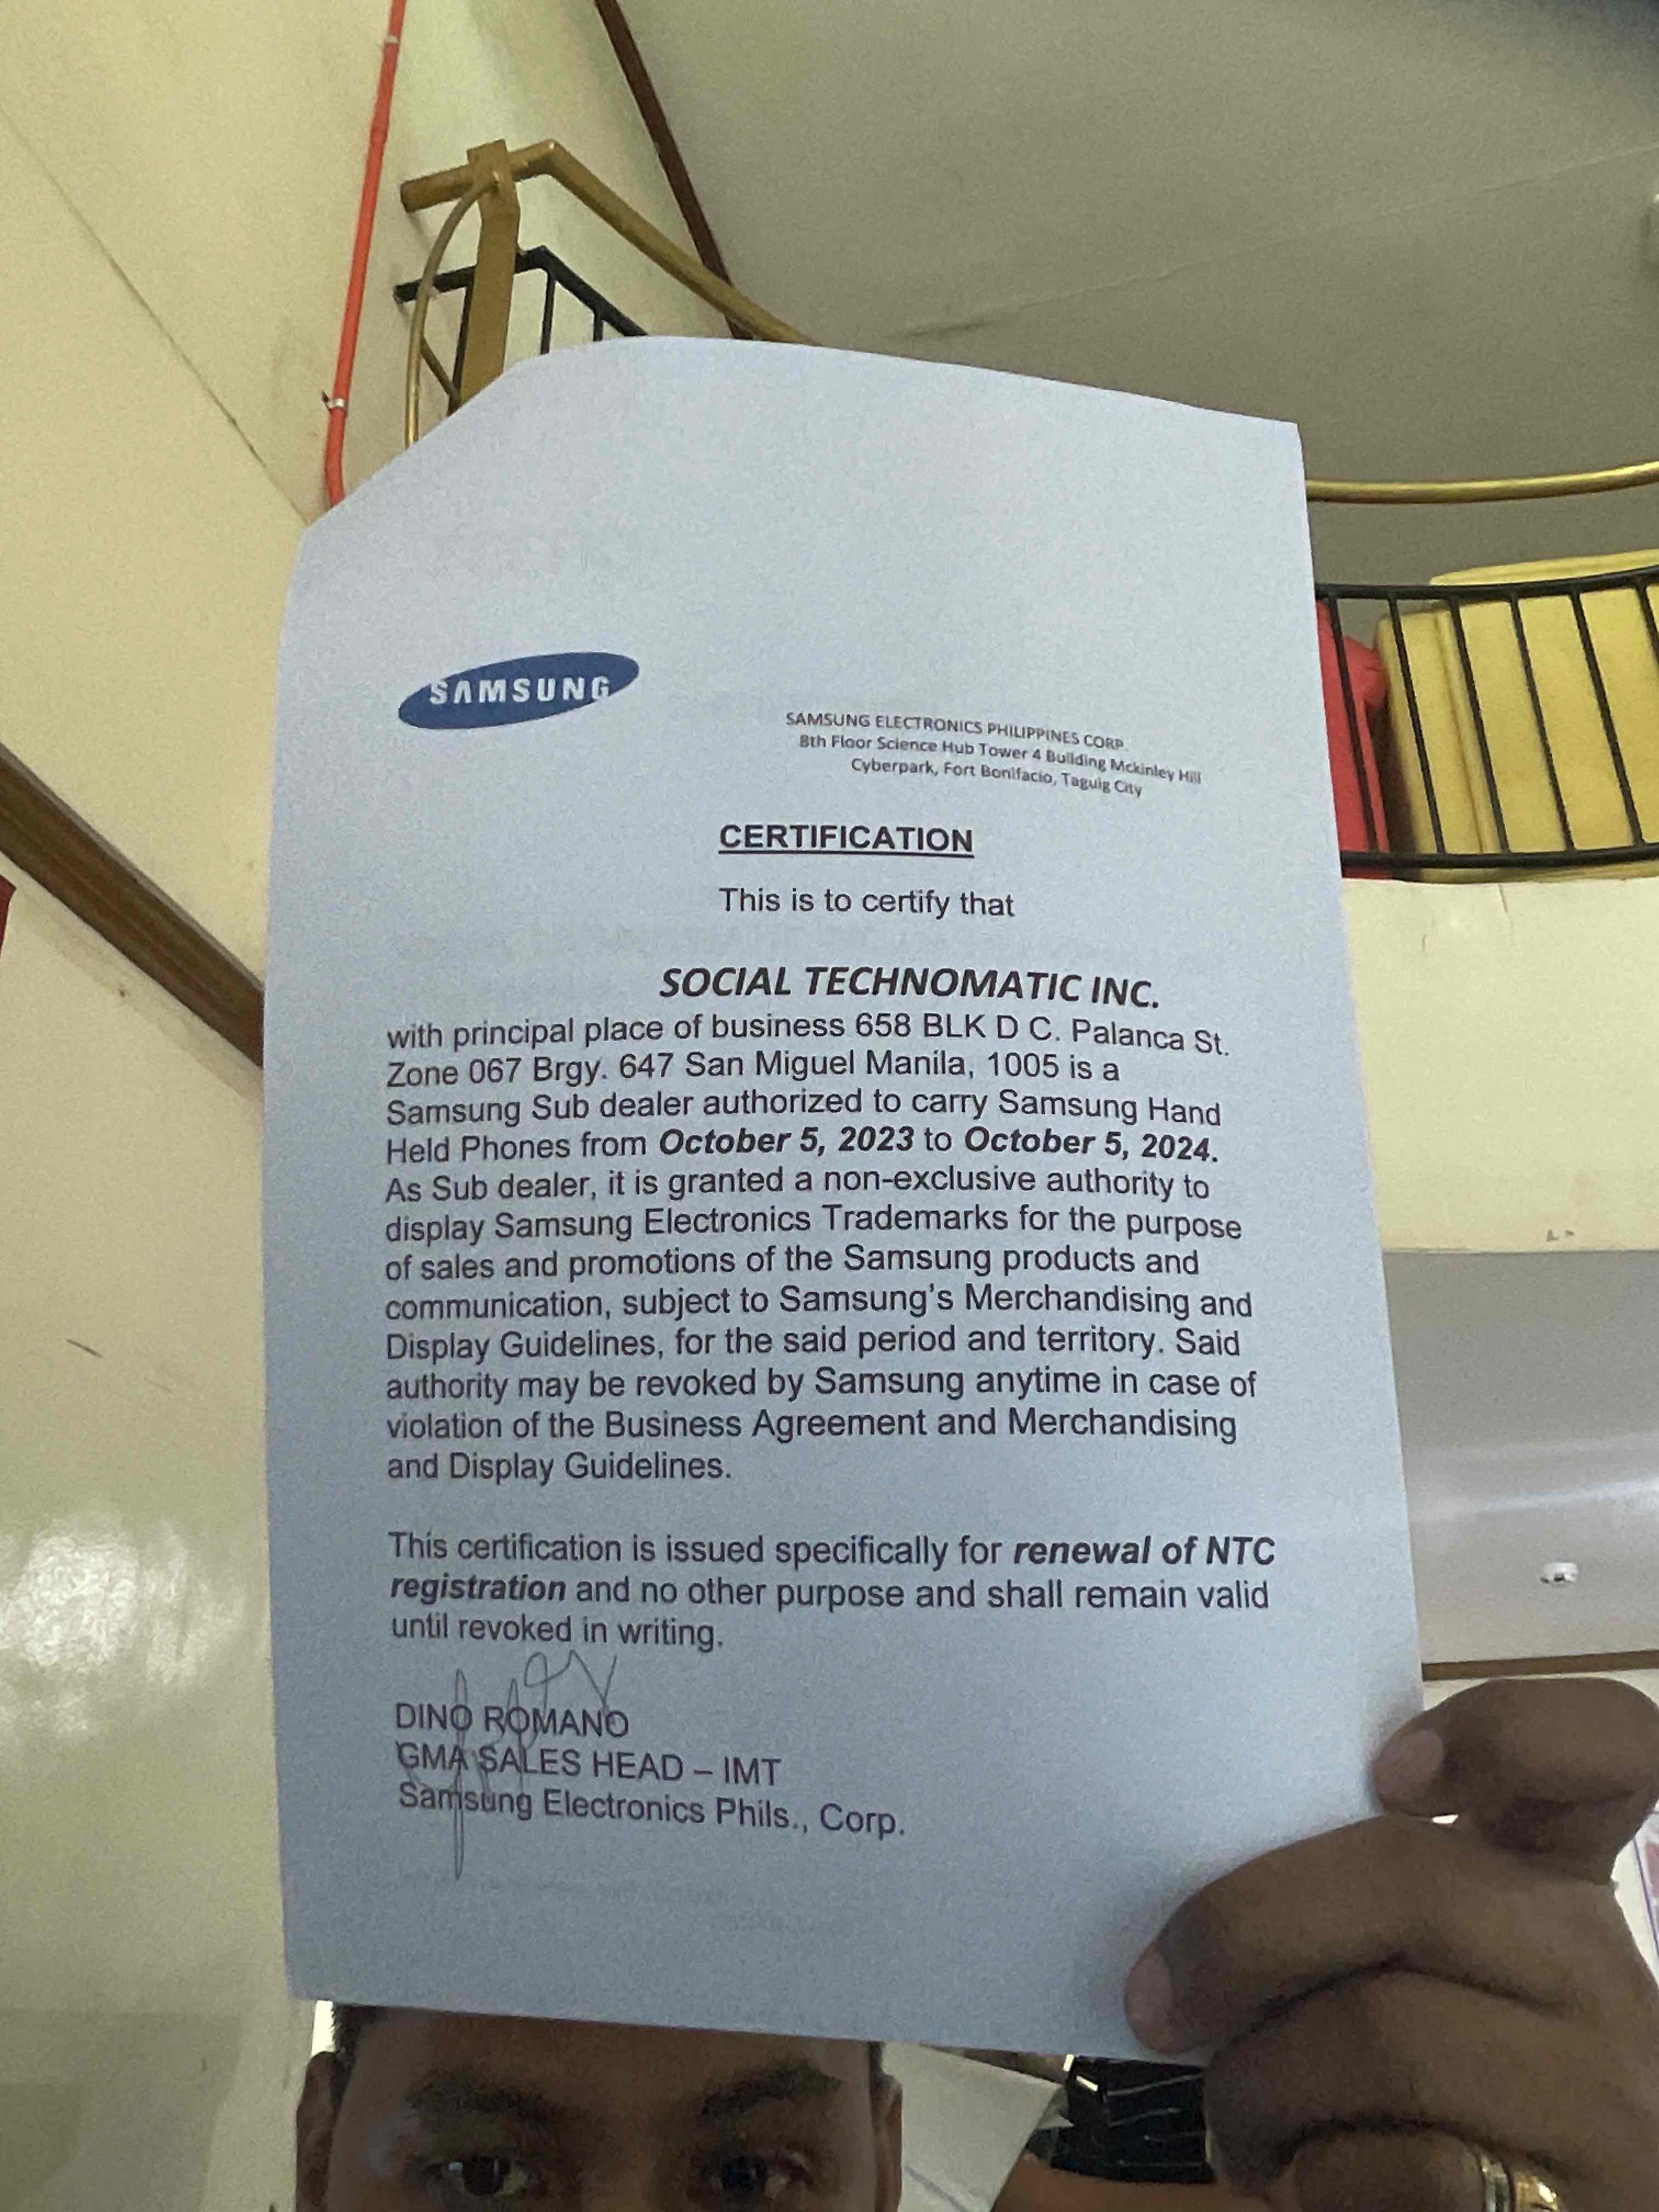 SAMSUNG
SAMSUNG ELECTRONICS PHILIPPINES CORP.
8th Floor Science Hub Tower 4 Building Mckinley Hill
Cyberpark, Fort Bonifacio, Taguig City
CERTIFICATION
This is to certify that
SOCIAL TECHNOMATIC INC.
with principal place of business 658 BLK D C. Palanca St.
Zone 067 Brgy. 647 San Miguel Manila, 1005 is a
Samsung Sub dealer authorized to carry Samsung Hand
Held Phones from October 5, 2023 to October 5, 2024.
As Sub dealer, it is granted a non-exclusive authority to
display Samsung Electronics Trademarks for the purpose
of sales and promotions of the Samsung products and
communication, subject to Samsung's Merchandising and
Display Guidelines, for the said period and territory. Said
authority may be revoked by Samsung anytime in case of
violation of the Business Agreement and Merchandising
and Display Guidelines.
This certification is issued specifically for renewal of NTC
registration and no other purpose and shall remain valid
until revoked in writing.
DINO ROMANO
GMA SALES HEAD – IMT
Samsung Electronics Phils., Corp.